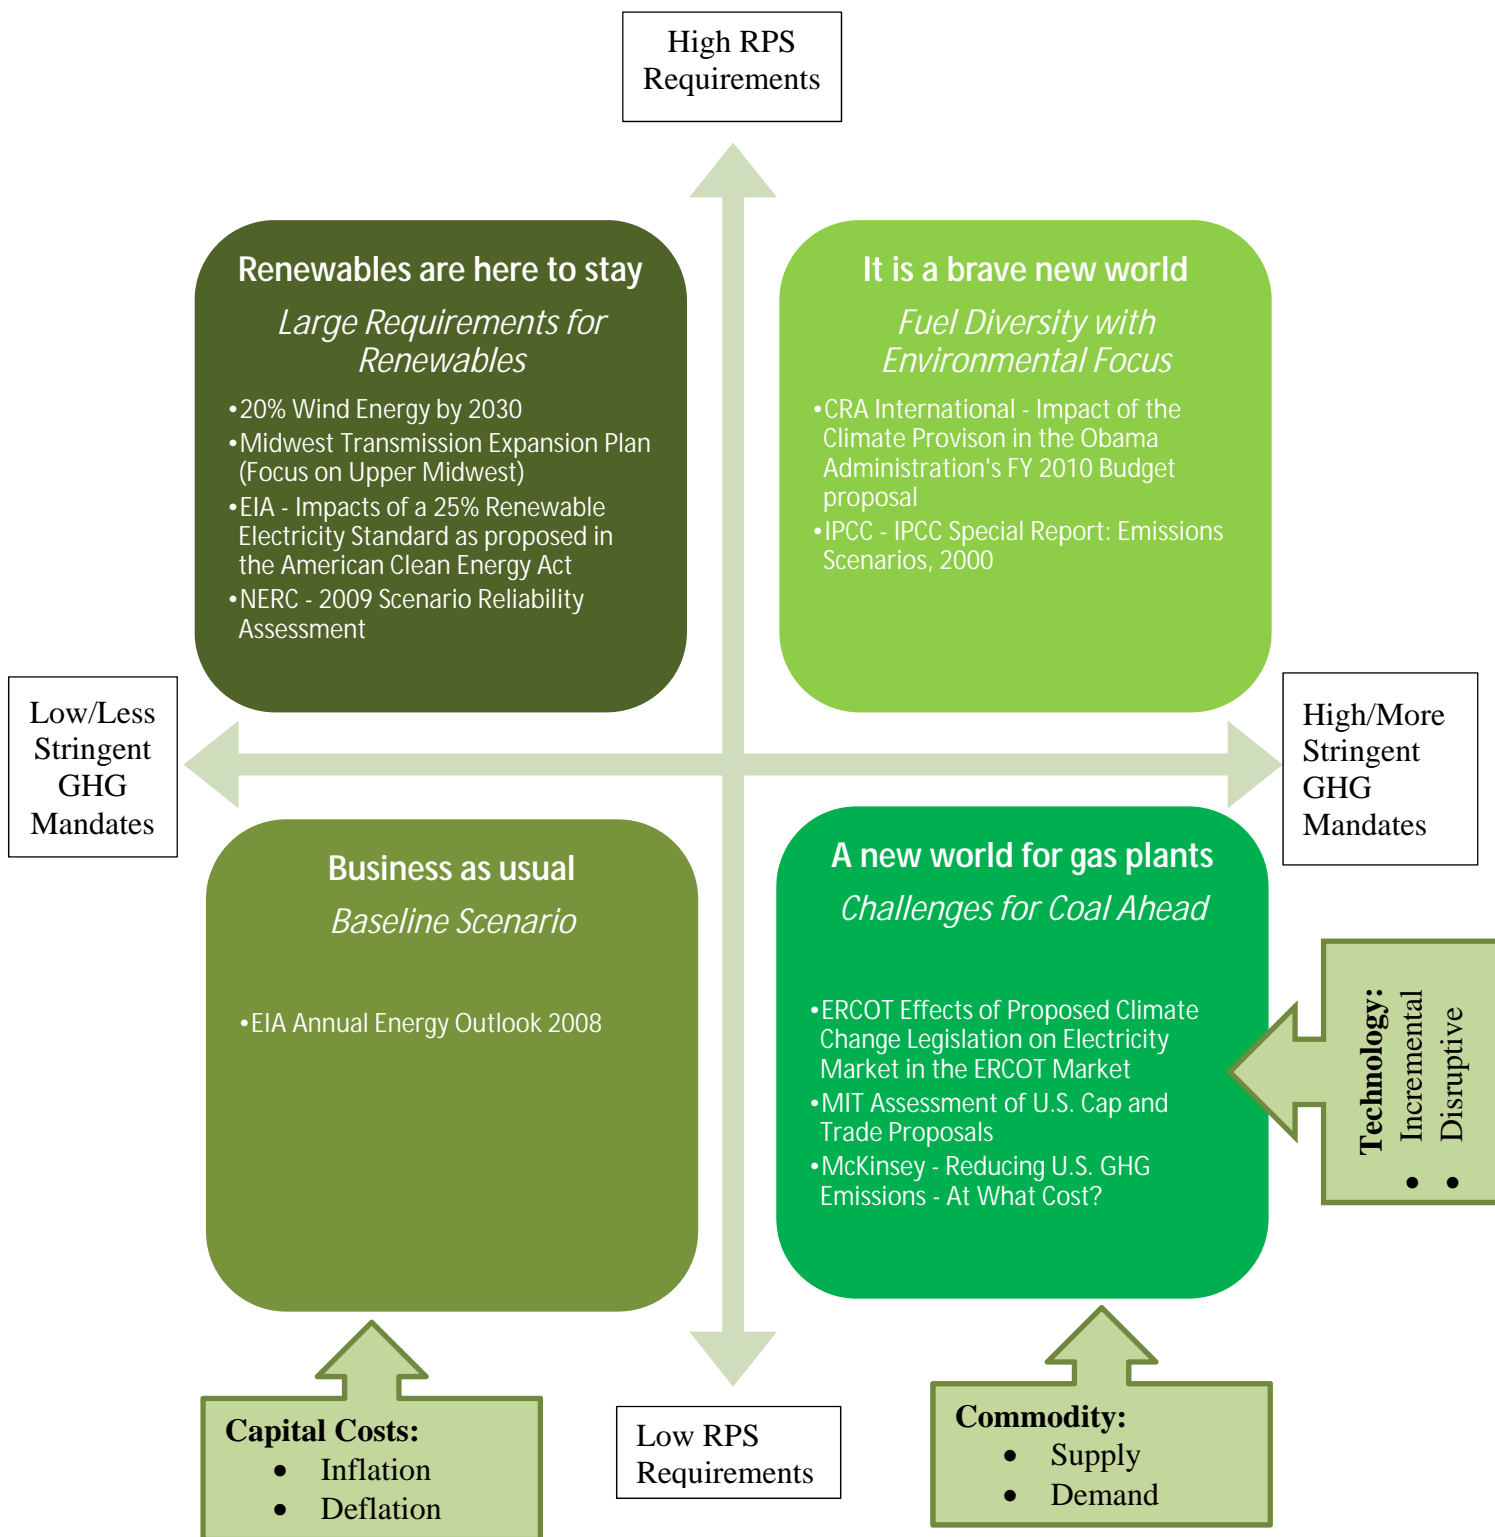 High RPS
Requirements
Renewables are here to stay
Large Requirements for
Renewables
•20% Wind Energy by 2030
•Midwest Transmission Expansion Plan
(Focus on Upper Midwest)
•EIA - Impacts of a 25% Renewable
Electricity Standard as proposed in
the American Clean Energy Act
•NERC - 2009 Scenario Reliability
Assessment
It is a brave new world
Fuel Diversity with
Environmental Focus
•CRA International - Impact of the
Climate Provison in the Obama
Administration's FY 2010 Budget
proposal
•IPCC - IPCC Special Report: Emissions
Scenarios, 2000
Low/Less
Stringent
GHG
Mandates
High/More
Stringent
GHG
Mandates
Business as usual
Baseline Scenario
•EIA Annual Energy Outlook 2008
A new world for gas plants
Challenges for Coal Ahead
•ERCOT Effects of Proposed Climate
Change Legislation on Electricity
Market in the ERCOT Market
•MIT Assessment of U.S. Cap and
Trade Proposals
•McKinsey - Reducing U.S. GHG
Emissions - At What Cost?
Technology:
• Incremental
• Disruptive
Capital Costs:
• Inflation
• Deflation
Low RPS
Requirements
Commodity:
• Supply
• Demand